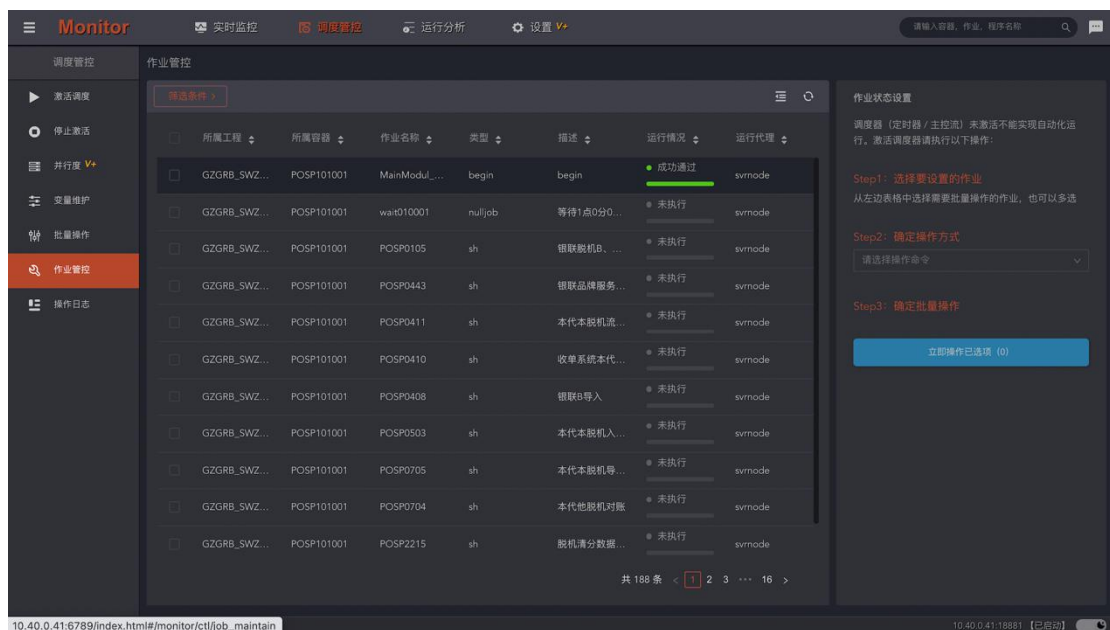 Monitor 实时监控 调度管控 运行分析 设置 V+ 请输入容器, 作业, 程序名称
调度管控 作业管控
激活调度
停止激活
并行度 V+
变量维护
批量操作
作业管控
操作日志
筛选条件 >
所属工程 所属容器 作业名称 类型 描述 运行情况 运行代理
GZGRB_SWZ... POSP101001 MainModul_... begin begin 成功通过 svrnode
GZGRB_SWZ... POSP101001 wait010001 nulljob 等待1点0分0... 未执行 svrnode
GZGRB_SWZ... POSP101001 POSP0105 sh 银联脱机B、... 未执行 svrnode
GZGRB_SWZ... POSP101001 POSP0443 sh 银联品牌服务... 未执行 svrnode
GZGRB_SWZ... POSP101001 POSP0411 sh 本代本脱机流... 未执行 svrnode
GZGRB_SWZ... POSP101001 POSP0410 sh 收单系统本代... 未执行 svrnode
GZGRB_SWZ... POSP101001 POSP0408 sh 银联B导入 未执行 svrnode
GZGRB_SWZ... POSP101001 POSP0503 sh 本代本脱机入... 未执行 svrnode
GZGRB_SWZ... POSP101001 POSP0705 sh 本代本脱机导... 未执行 svrnode
GZGRB_SWZ... POSP101001 POSP0704 sh 本代他脱机对账 未执行 svrnode
GZGRB_SWZ... POSP101001 POSP2215 sh 脱机清分数据... 未执行 svrnode
共 188 条 < 1 2 3 ··· 16 >
作业状态设置
调度器（定时器 / 主控流）未激活不能实现自动化运
行。激活调度器请执行以下操作：
Step1：选择要设置的作业
从左边表格中选择需要批量操作的作业，也可以多选
Step2：确定操作方式
请选择操作命令
Step3：确定批量操作
立即操作已选项（0）
10.40.0.41:6789/index.html#/monitor/ctl/job_maintain 10.40.0.41:18881 【已启动】